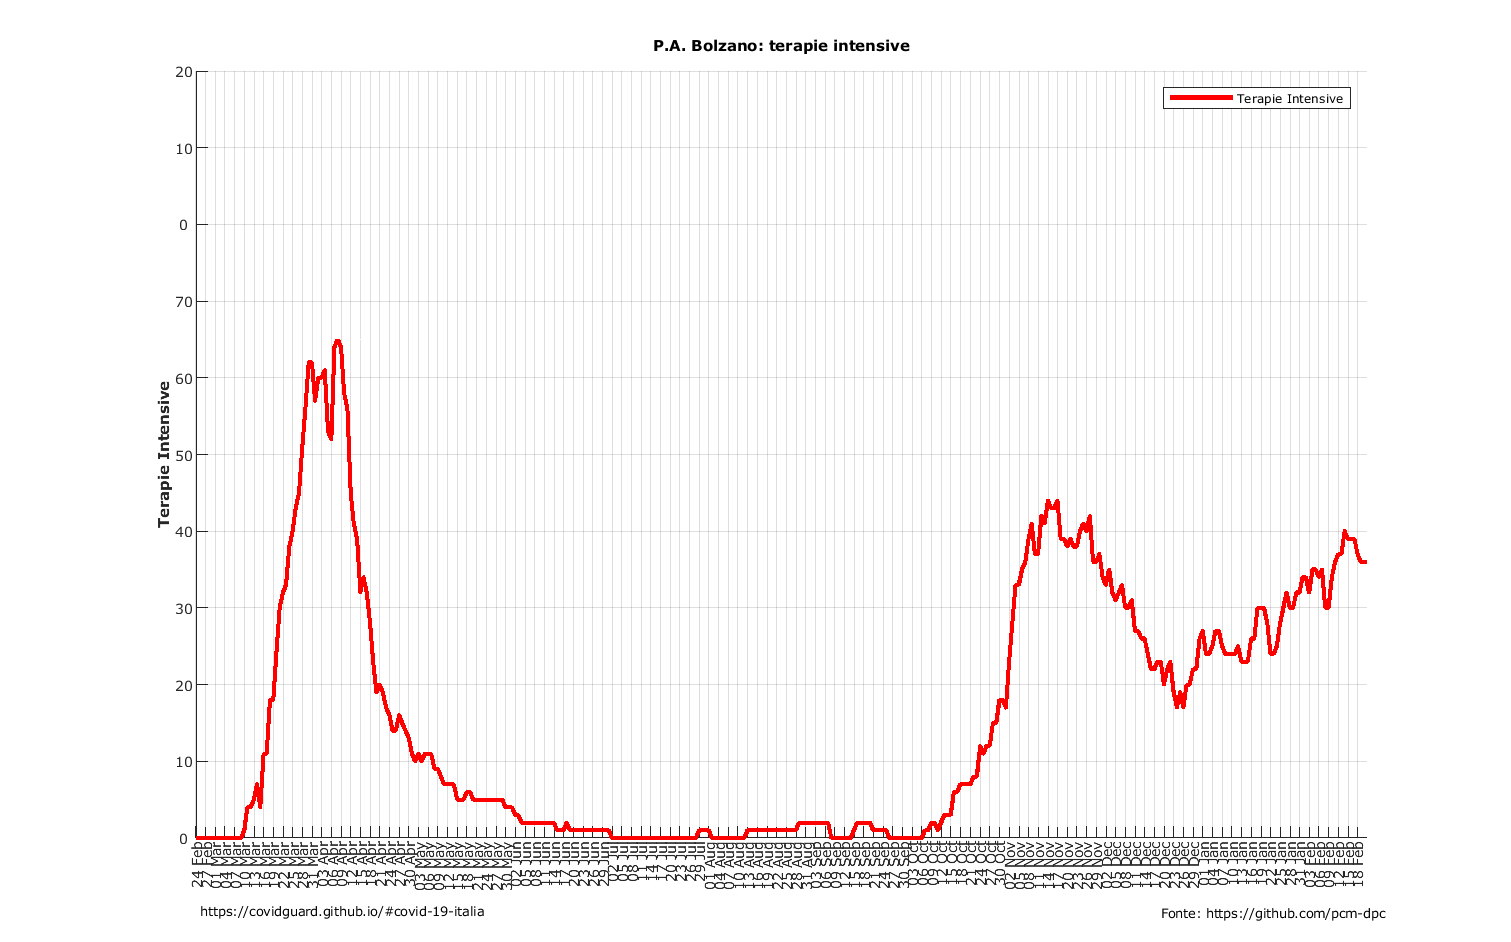 P.A. Bolzano: terapie intensive
20
10
0
70
60
50
40
30
20
10
0
Terapie Intensive
Terapie Intensive
24 Feb
27 Feb
01 Mar
04 Mar
07 Mar
10 Mar
13 Mar
16 Mar
19 Mar
22 Mar
25 Mar
28 Mar
31 Mar
03 Apr
06 Apr
09 Apr
12 Apr
15 Apr
18 Apr
21 Apr
24 Apr
27 Apr
30 Apr
03 May
06 May
09 May
12 May
15 May
18 May
21 May
24 May
27 May
30 May
02 Jun
05 Jun
08 Jun
11 Jun
14 Jun
17 Jun
20 Jun
23 Jun
26 Jun
29 Jun
02 Jul
05 Jul
08 Jul
11 Jul
14 Jul
17 Jul
20 Jul
23 Jul
26 Jul
29 Jul
01 Aug
04 Aug
07 Aug
10 Aug
13 Aug
16 Aug
19 Aug
22 Aug
25 Aug
28 Aug
31 Aug
03 Sep
06 Sep
09 Sep
12 Sep
15 Sep
18 Sep
21 Sep
24 Sep
27 Sep
30 Sep
03 Oct
06 Oct
09 Oct
12 Oct
15 Oct
18 Oct
21 Oct
24 Oct
27 Oct
30 Oct
02 Nov
05 Nov
08 Nov
11 Nov
14 Nov
17 Nov
20 Nov
23 Nov
26 Nov
29 Nov
02 Dec
05 Dec
08 Dec
11 Dec
14 Dec
17 Dec
20 Dec
23 Dec
26 Dec
29 Dec
01 Jan
04 Jan
07 Jan
10 Jan
13 Jan
16 Jan
19 Jan
22 Jan
25 Jan
28 Jan
31 Jan
03 Feb
06 Feb
09 Feb
12 Feb
15 Feb
18 Feb
https://covidguard.github.io/#covid-19-italia
Fonte: https://github.com/pcm-dpc